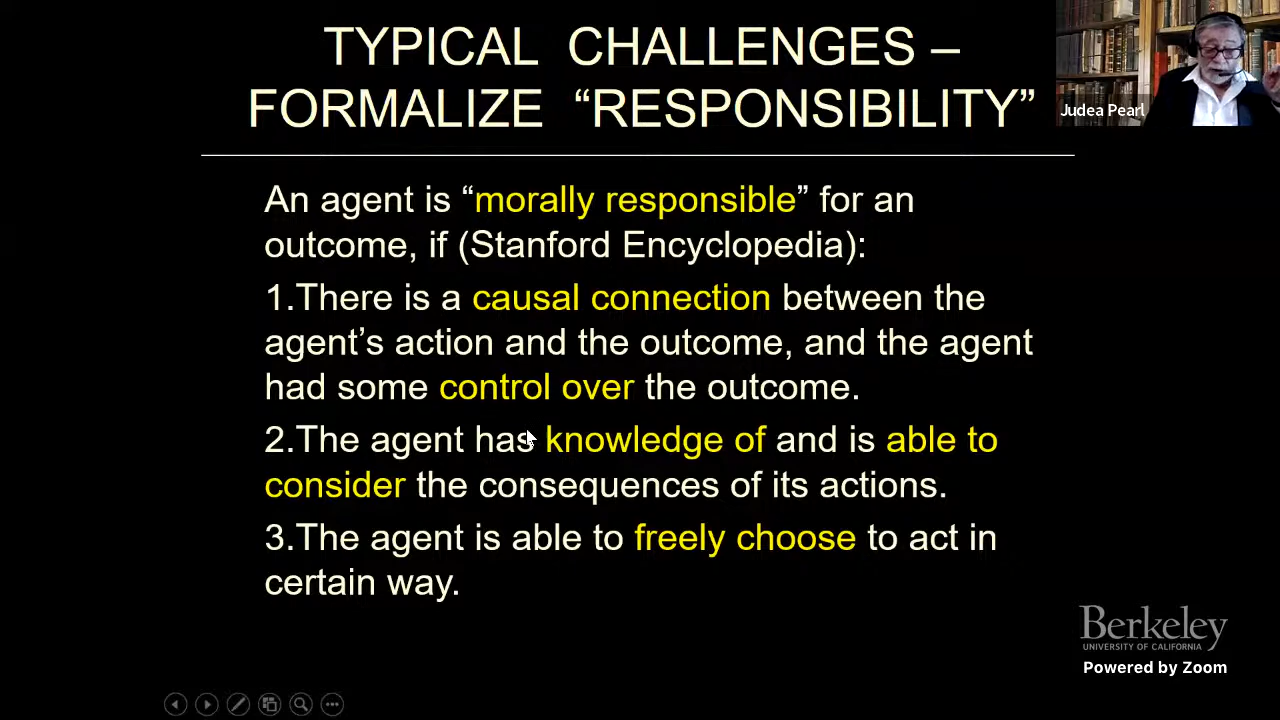 TYPICAL CHALLENGES –
FORMALIZE “RESPONSIBILITY”
Judea Pearl
An agent is “morally responsible” for an
outcome, if (Stanford Encyclopedia):
1.There is a causal connection between the
agent’s action and the outcome, and the agent
had some control over the outcome.
2.The agent has knowledge of and is able to
consider the consequences of its actions.
3.The agent is able to freely choose to act in
certain way.
Berkeley
UNIVERSITY OF CALIFORNIA
Powered by Zoom